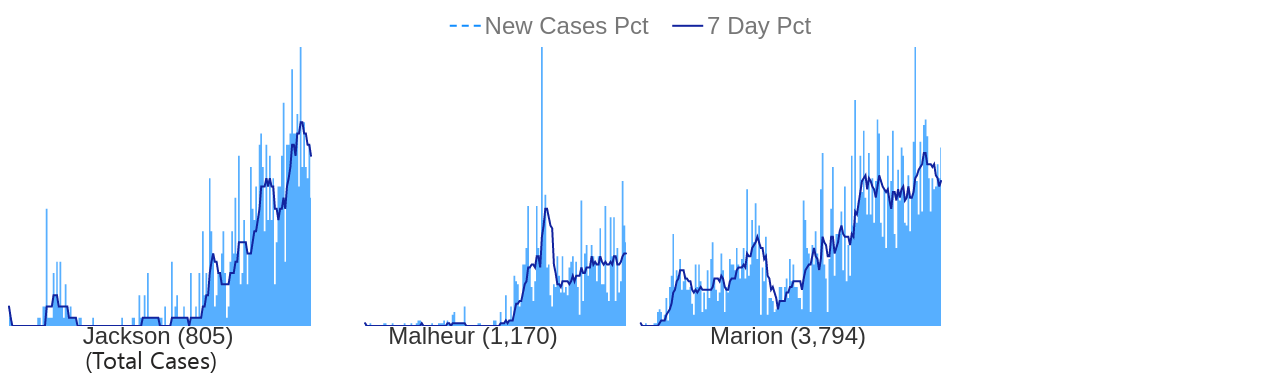 New Cases Pct 7 Day Pct
Jackson (805) Malheur (1,170) Marion (3,794)
(Total Cases)